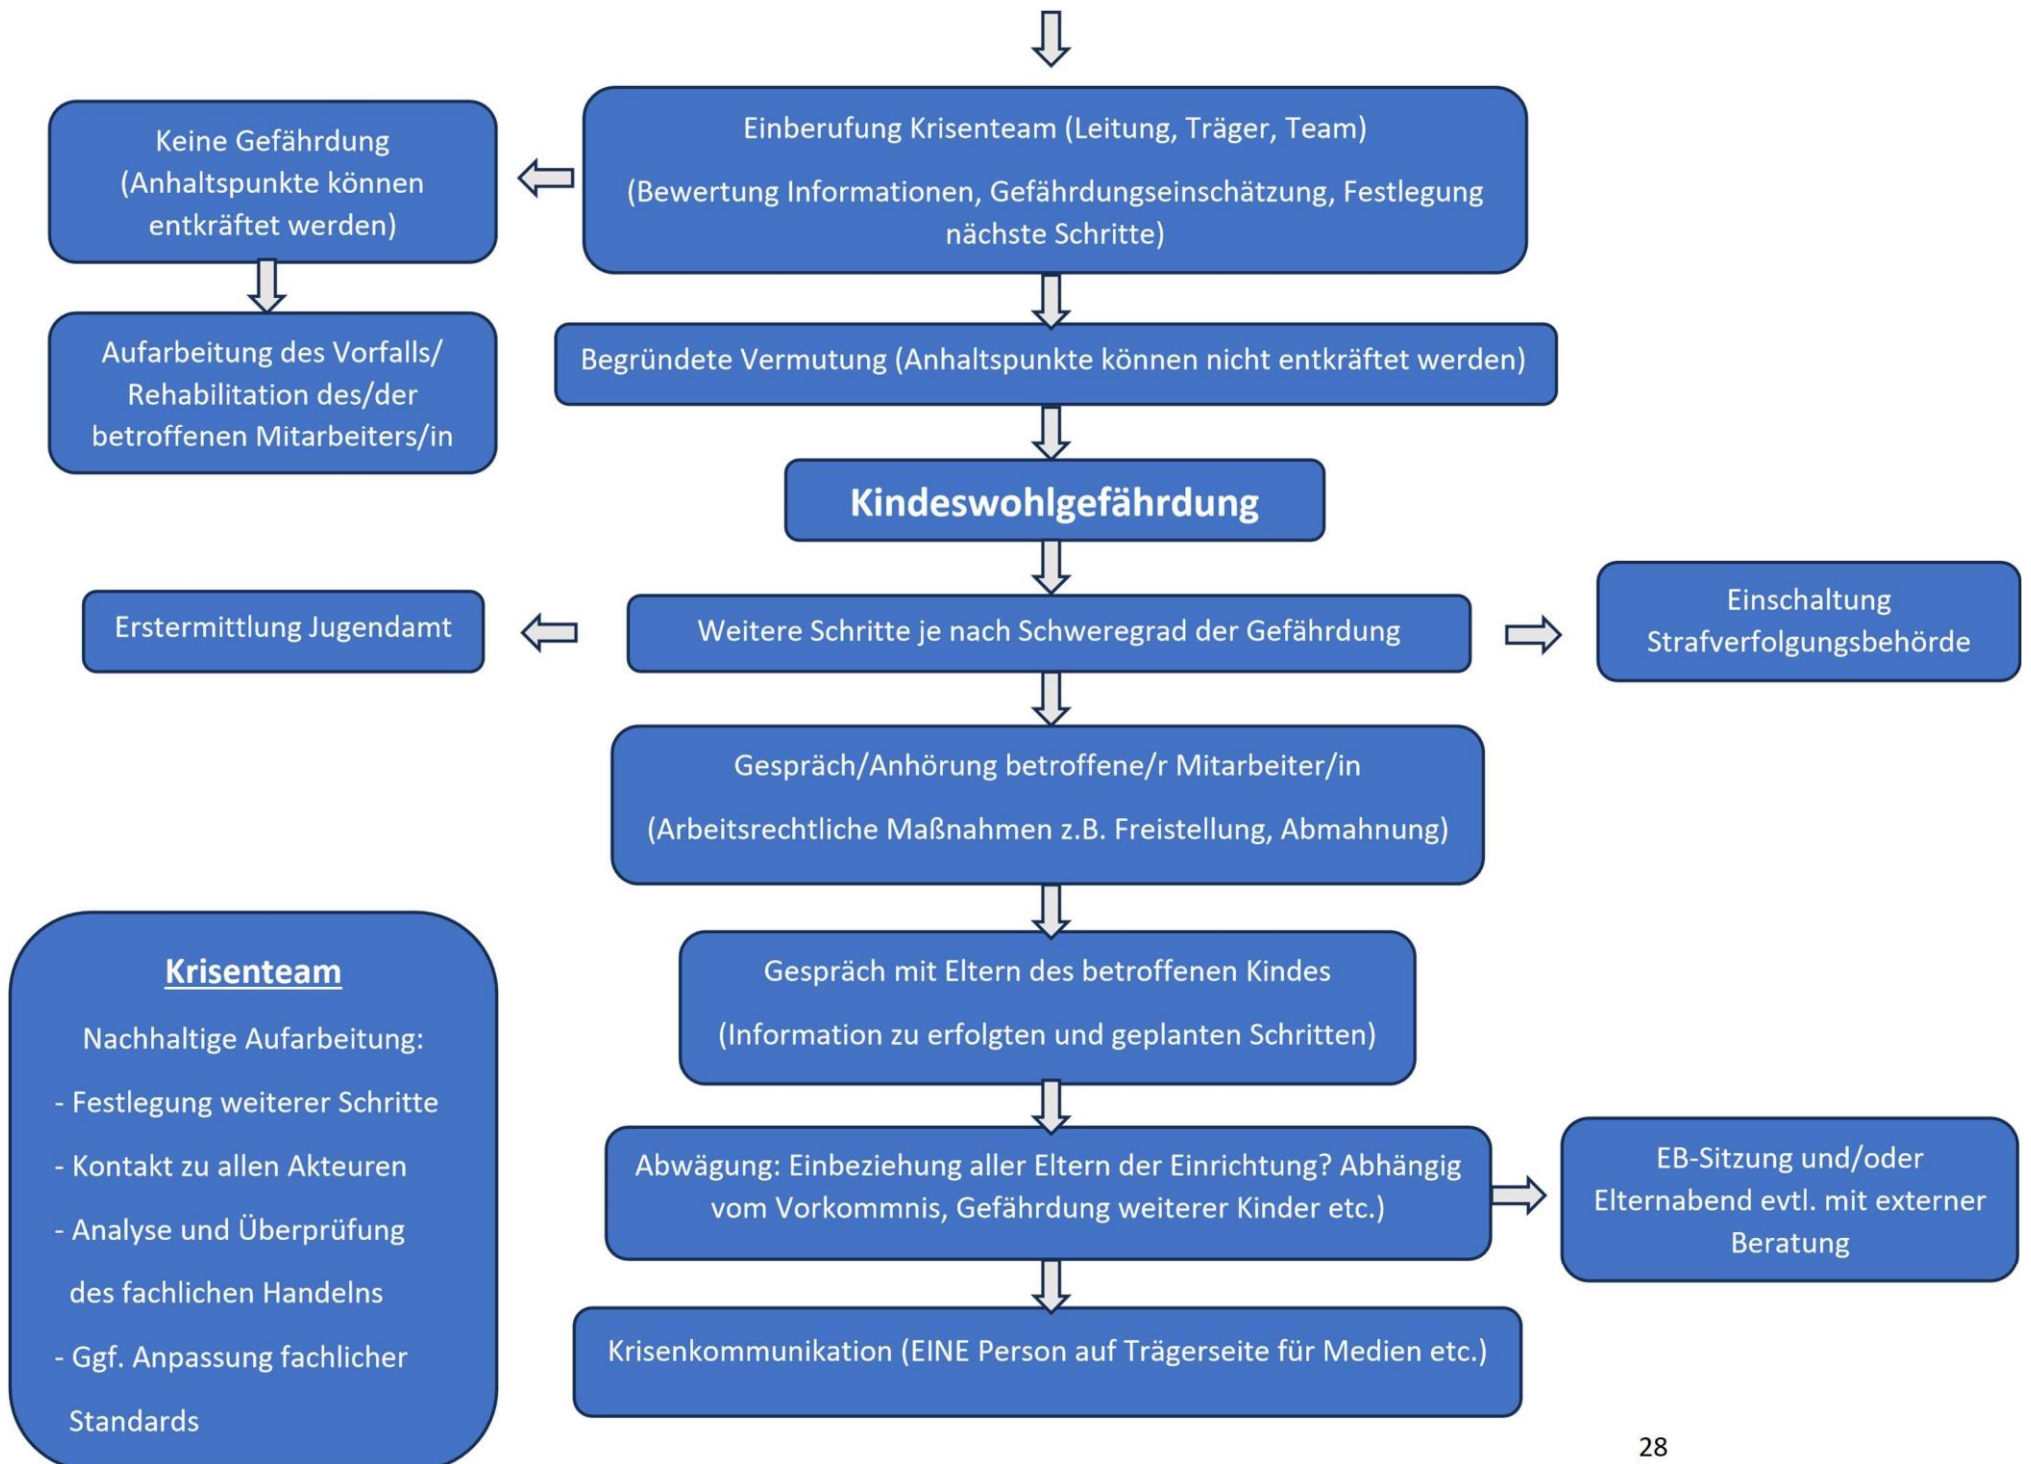 Einberufung Krisenteam (Leitung, Träger, Team)
(Bewertung Informationen, Gefährdungseinschätzung, Festlegung
nächste Schritte)
Keine Gefährdung
(Anhaltspunkte können
entkräftet werden)
Aufarbeitung des Vorfalls/
Rehabilitation des/der
betroffenen Mitarbeiters/in
Begründete Vermutung (Anhaltspunkte können nicht entkräftet werden)
Kindeswohlgefährdung
Erstermittlung Jugendamt
Weitere Schritte je nach Schweregrad der Gefährdung
Einschaltung
Strafverfolgungsbehörde
Gespräch/Anhörung betroffene/r Mitarbeiter/in
(Arbeitsrechtliche Maßnahmen z.B. Freistellung, Abmahnung)
Gespräch mit Eltern des betroffenen Kindes
(Information zu erfolgten und geplanten Schritten)
Abwägung: Einbeziehung aller Eltern der Einrichtung? Abhängig
vom Vorkommnis, Gefährdung weiterer Kinder etc.)
EB-Sitzung und/oder
Elternabend evtl. mit externer
Beratung
Krisenkommunikation (EINE Person auf Trägerseite für Medien etc.)
Krisenteam
Nachhaltige Aufarbeitung:
- Festlegung weiterer Schritte
- Kontakt zu allen Akteuren
- Analyse und Überprüfung
des fachlichen Handelns
- Ggf. Anpassung fachlicher
Standards
28